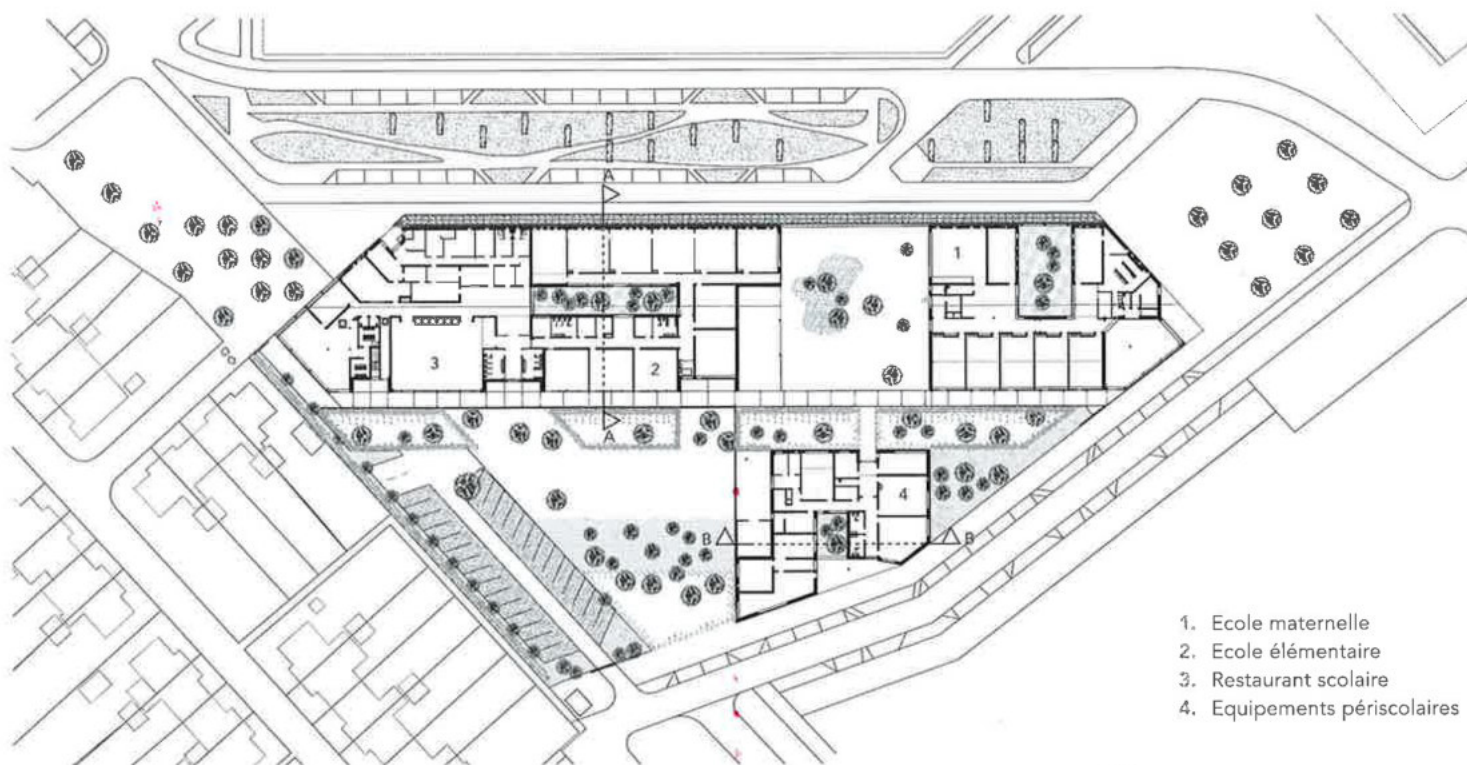 A
1
3
2
A
4
B
B
1. Ecole maternelle
2. Ecole élémentaire
3. Restaurant scolaire
4. Equipements périscolaires